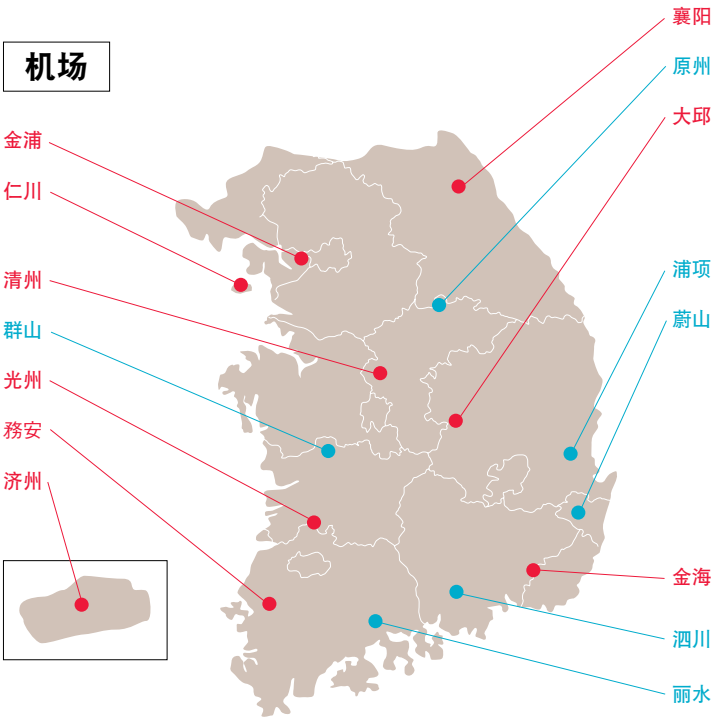 机场
金浦
仁川
清州
群山
光州
務安
济州
襄阳
原州
大邱
浦项
蔚山
金海
泗川
丽水